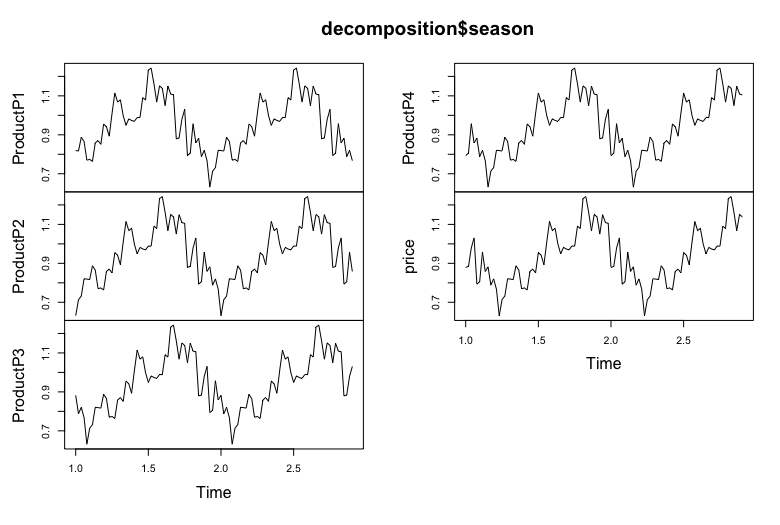 decomposition$season
ProductP1
0.7 0.9 1.1
ProductP2
0.7 0.9 1.1
ProductP3
0.7 0.9 1.1
1.0 1.5 2.0 2.5
Time
ProductP4
0.7 0.9 1.1
price
0.7 0.9 1.1
1.0 1.5 2.0 2.5
Time